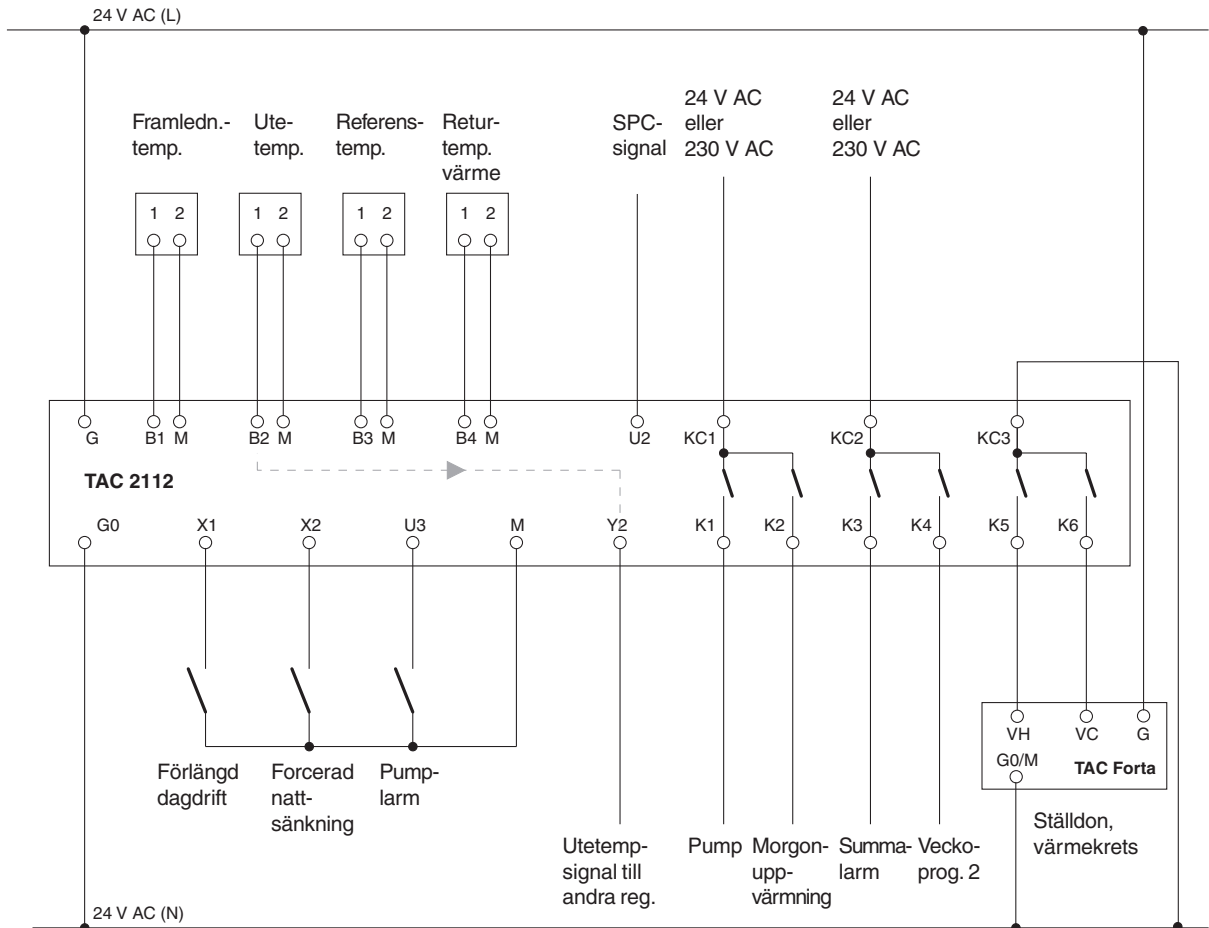 24 V AC (L)
Framledn.-
temp.
Ute-
temp.
Referens-
temp.
Retur-
temp.
värme
SPC-
signal
24 V AC
eller
230 V AC
24 V AC
eller
230 V AC
1 2
1 2
1 2
1 2
G
B1 M
B2 M
B3 M
B4 M
U2
KC1
KC2
KC3
TAC 2112
G0
X1
X2
U3
M
Y2
K1
K2
K3
K4
K5
K6
VH
VC
G
G0/M
TAC Forta
Förlängd
dagdrift
Forcerad
natt-
sänkning
Pump-
larm
Utetemp-
signal till
andra reg.
Pump
Morgon-
upp-
värmning
Summa-
larm
Vecko-
prog. 2
Ställdon,
värmekrets
24 V AC (N)